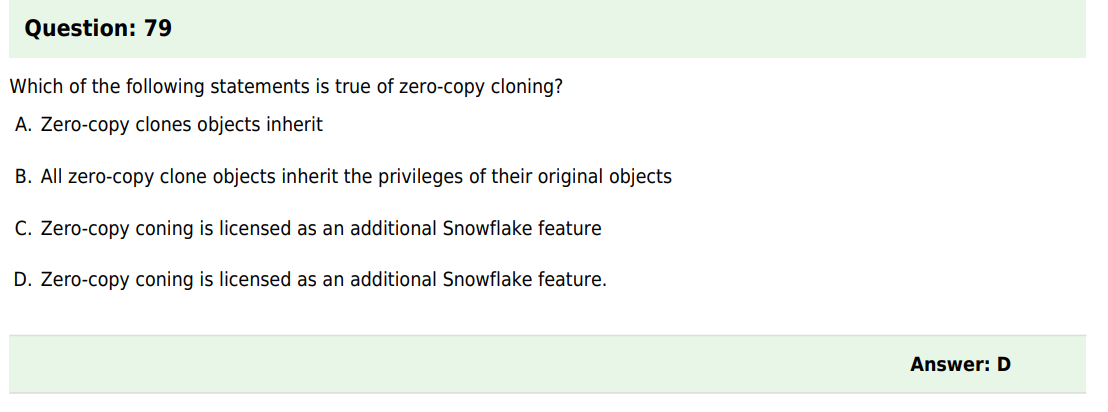 Question: 79
Which of the following statements is true of zero-copy cloning?
A. Zero-copy clones objects inherit
B. All zero-copy clone objects inherit the privileges of their original objects
C. Zero-copy coning is licensed as an additional Snowflake feature
D. Zero-copy coning is licensed as an additional Snowflake feature.
Answer: D